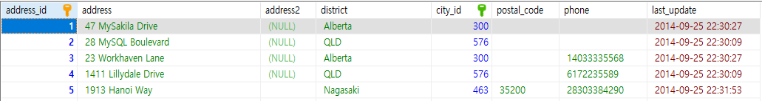 address_id address address2 district city_id postal_code phone last_update
1 47 MySakila Drive (NULL) Alberta 300 2014-09-25 22:30:27
2 28 MySQL Boulevard (NULL) QLD 576 2014-09-25 22:30:09
3 23 Workhaven Lane (NULL) Alberta 300 14033335568 2014-09-25 22:30:27
4 1411 Lillydale Drive (NULL) QLD 576 6172235589 2014-09-25 22:30:09
5 1913 Hanoi Way Nagasaki 463 35200 28303384290 2014-09-25 22:31:53